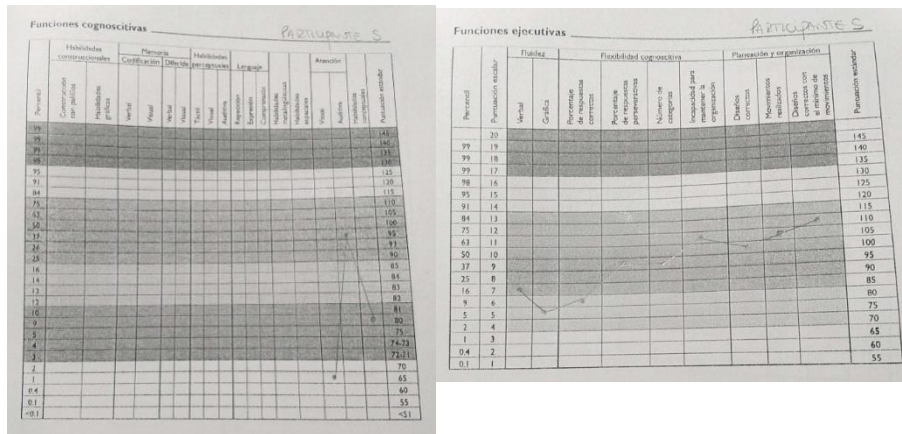 Funciones cognoscitivas PARTICIPANTE S
Habilidades construccionales
Memoria
Codificación
Diferida
Habilidades perceptuales
Lenguaje
Atención
Percentil
Construcción con palillos
Habilidades gráficas
Verbal
Visual
Verbal
Visual
Táctil
Visual
Auditiva
Repetición
Expresión
Comprensión
Habilidades metalingüísticas
Habilidades espaciales
Visual
Auditiva
Habilidades conceptuales
Puntuación estándar
99 145
99 140
99 135
98 130
95 125
91 120
84 115
75 110
63 105
50 100
37 95
26 91
25 90
16 85
14 84
13 83
12 82
10 81
9 80
5 75
4 74-73
3 72-71
2 70
1 65
0.4 60
0.1 55
<0.1 <51
Funciones ejecutivas PARTICIPANTE S
Fluidez
Flexibilidad cognoscitiva
Planeación y organización
Percentil
Puntuación escalar
Verbal
Gráfica
Porcentaje de respuestas correctas
Porcentaje de respuestas perseverativas
Número de categorías
Incapacidad para mantener la organización
Diseños correctos
Movimientos realizados
Diseños correctos con el mínimo de movimientos
Puntuación estándar
20 145
99 19 140
99 18 135
99 17 130
98 16 125
95 15 120
91 14 115
84 13 110
75 12 105
63 11 100
50 10 95
37 9 90
25 8 85
16 7 80
9 6 75
5 5 70
2 4 65
1 3 60
0.4 2 55
0.1 1